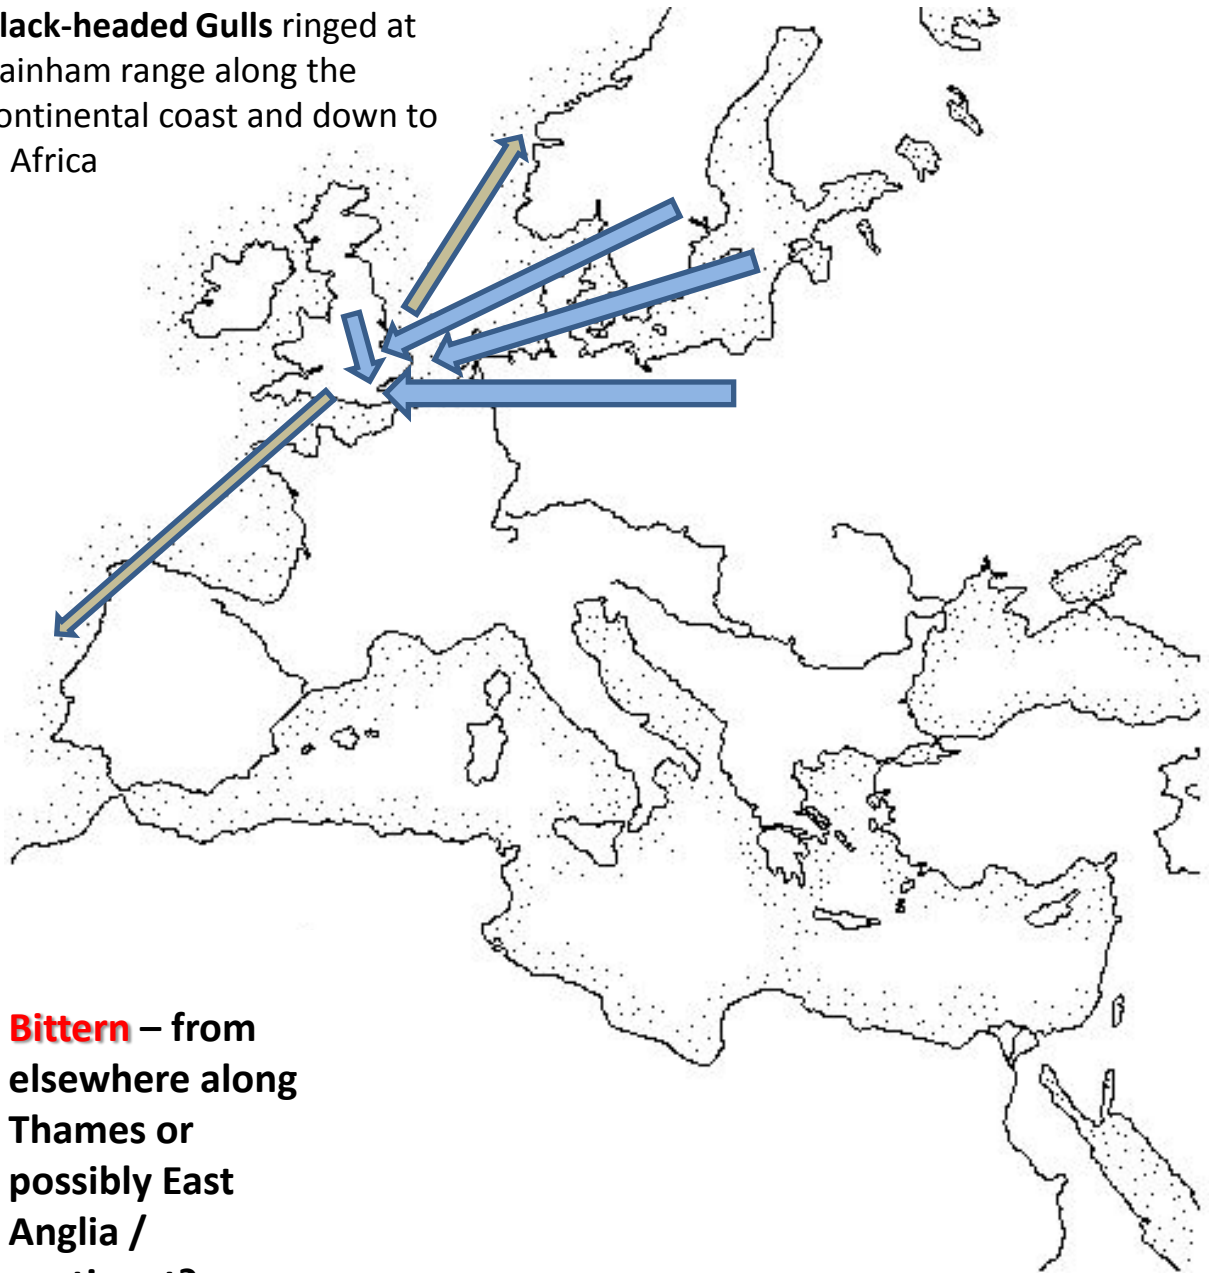 lack-headed Gulls ringed at
ainham range along the
ontinental coast and down to
Africa
Bittern – from
elsewhere along
Thames or
possibly East
Anglia /